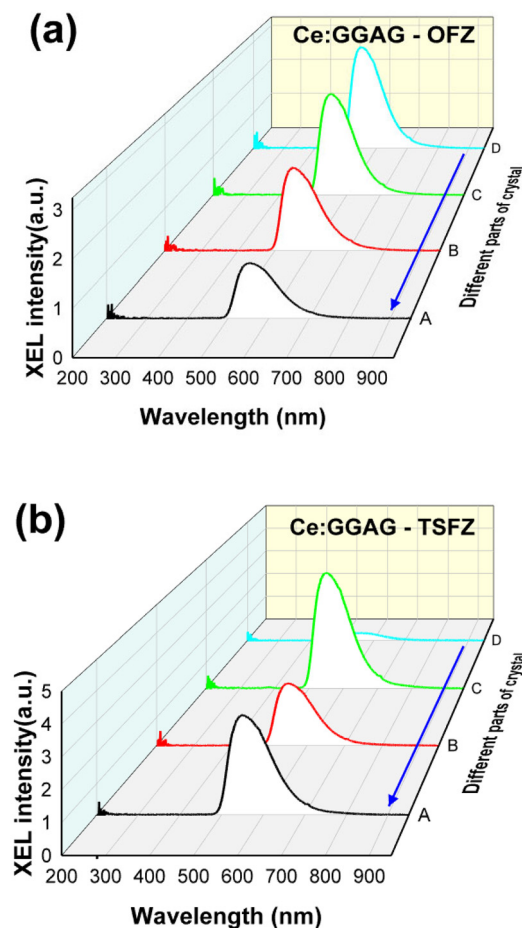 (a)
Ce:GGAG - OFZ
XEL intensity(a.u.)
3
2
1
0
200 300 400 500 600 700 800 900
Wavelength (nm)
D
C
B
A
Different parts of crystal
(b)
Ce:GGAG - TSFZ
XEL intensity(a.u.)
5
4
3
2
1
0
200 300 400 500 600 700 800 900
Wavelength (nm)
D
C
B
A
Different parts of crystal